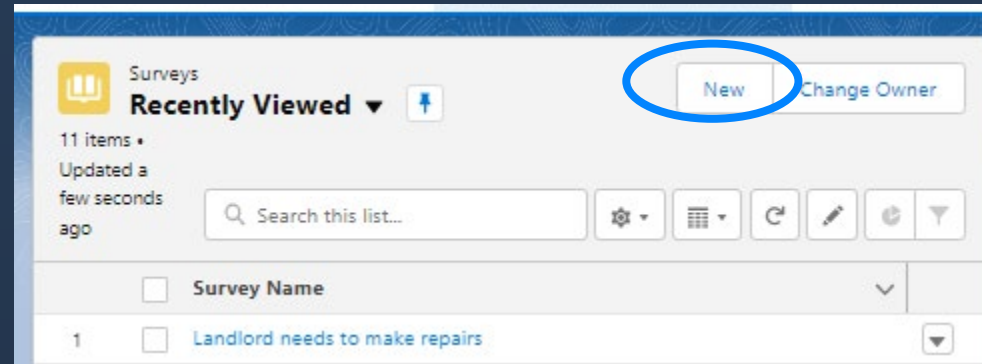 Surveys
Recently Viewed
New
Change Owner
11 items •
Updated a
few seconds
ago
Search this list...
Survey Name
1 Landlord needs to make repairs